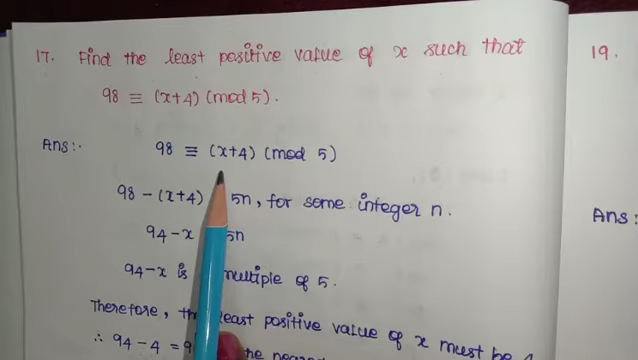 17. Find the least positive value of x such that
98 ≡ (x+4) (mod 5).
Ans:- 98 ≡ (x+4) (mod 5)
98 - (x+4) 5n, for some integer n.
94 - x 5n
94 - x is multiple of 5.
Therefore, least positive value of x must be
∴ 94 - 4 = 9
19.
Ans: